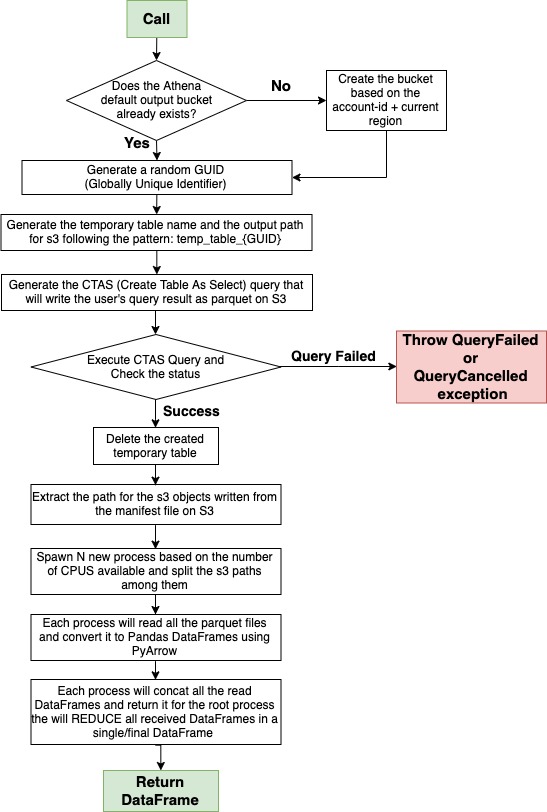 Call
Does the Athena
default output bucket
already exists?
No
Create the bucket
based on the
account-id + current
region
Yes
Generate a random GUID
(Globally Unique Identifier)
Generate the temporary table name and the output path
for s3 following the pattern: temp_table_{GUID}
Generate the CTAS (Create Table As Select) query that
will write the user's query result as parquet on S3
Execute CTAS Query and
Check the status
Query Failed
Throw QueryFailed
or
QueryCancelled
exception
Success
Delete the created
temporary table
Extract the path for the s3 objects written from
the manifest file on S3
Spawn N new process based on the number
of CPUS available and split the s3 paths
among them
Each process will read all the parquet files
and convert it to Pandas DataFrames using
PyArrow
Each process will concat all the read
DataFrames and return it for the root process
the will REDUCE all received DataFrames in a
single/final DataFrame
Return
DataFrame